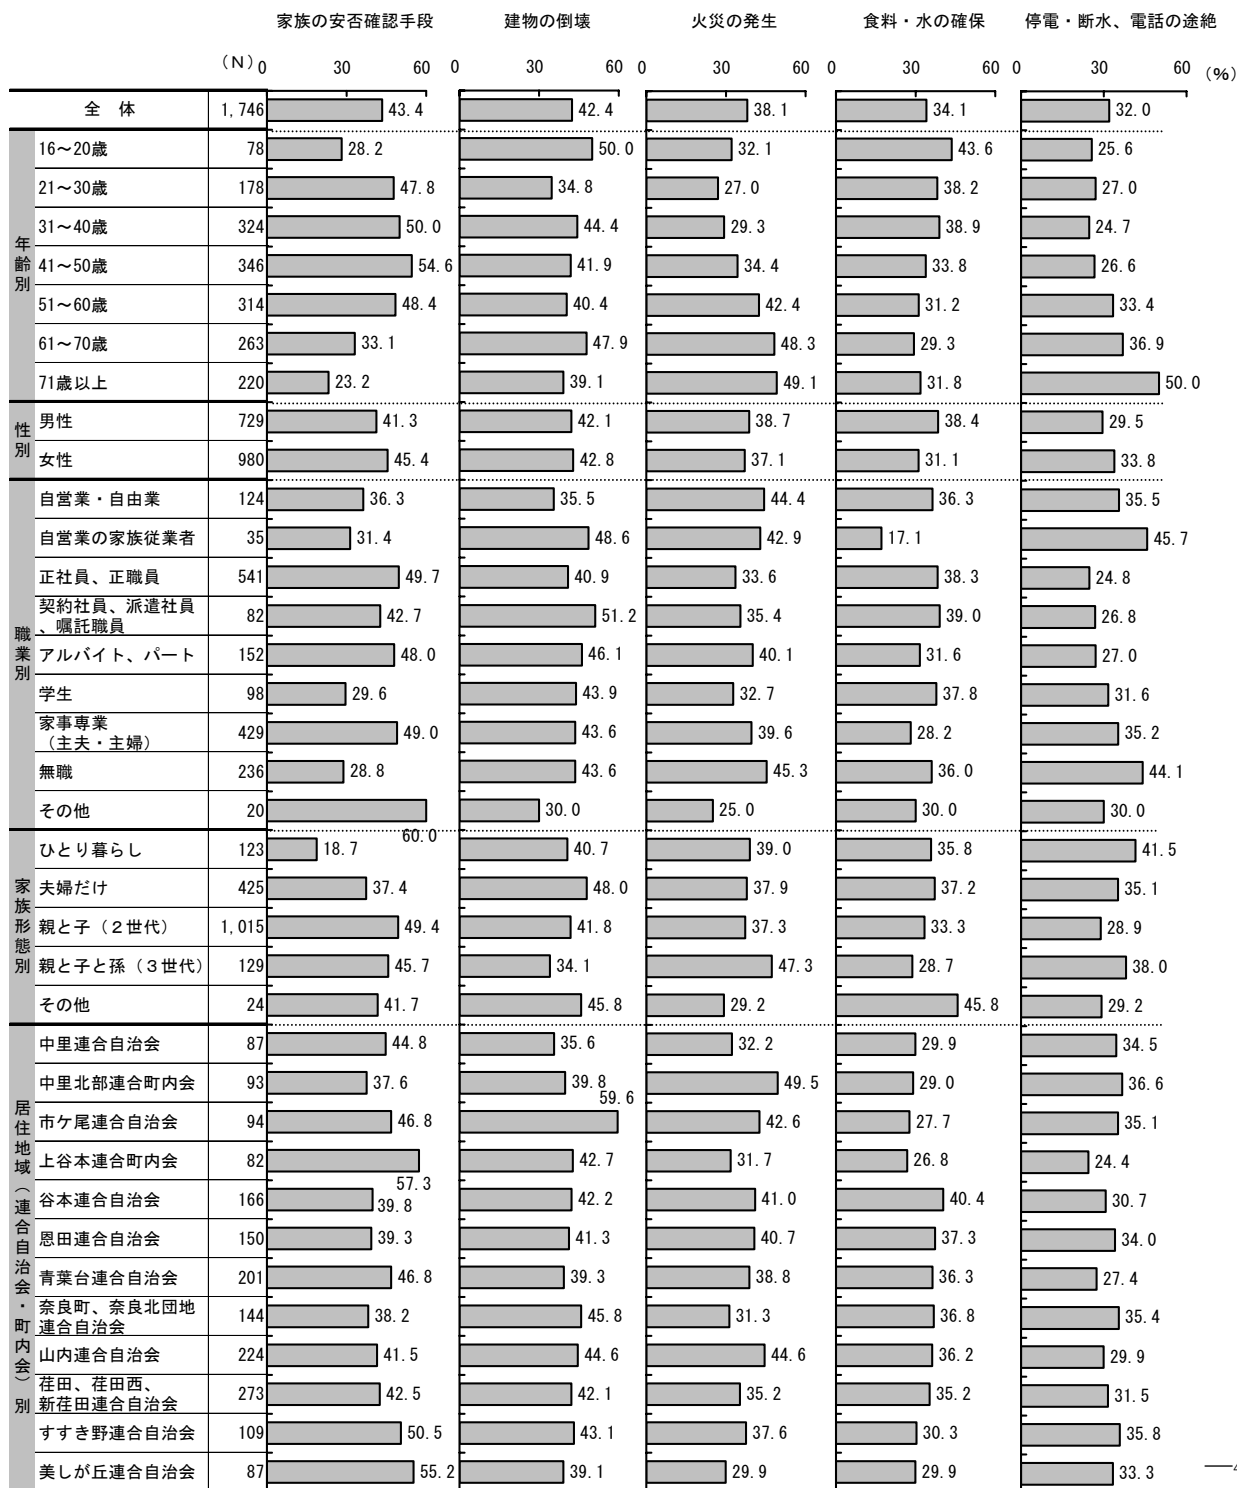 家族の安否確認手段 建物の倒壊 火災の発生 食料・水の確保 停電・断水、電話の途絶
(N) 0 30 60 0 30 60 0 30 60 0 30 60 0 30 60 (%)
全 体 1,746 43.4 42.4 38.1 34.1 32.0
年齢別
16～20歳 78 28.2 50.0 32.1 43.6 25.6
21～30歳 178 47.8 34.8 27.0 38.2 27.0
31～40歳 324 50.0 44.4 29.3 38.9 24.7
41～50歳 346 54.6 41.9 34.4 33.8 26.6
51～60歳 314 48.4 40.4 42.4 31.2 33.4
61～70歳 263 33.1 47.9 48.3 29.3 36.9
71歳以上 220 23.2 39.1 49.1 31.8 50.0
性別
男性 729 41.3 42.1 38.7 38.4 29.5
女性 980 45.4 42.8 37.1 31.1 33.8
職業別
自営業・自由業 124 36.3 35.5 44.4 36.3 35.5
自営業の家族従業者 35 31.4 48.6 42.9 17.1 45.7
正社員、正職員 541 49.7 40.9 33.6 38.3 24.8
契約社員、派遣社員
、嘱託職員 82 42.7 51.2 35.4 39.0 26.8
アルバイト、パート 152 48.0 46.1 40.1 31.6 27.0
学生 98 29.6 43.9 32.7 37.8 31.6
家事専業
（主夫・主婦） 429 49.0 43.6 39.6 28.2 35.2
無職 236 28.8 43.6 45.3 36.0 44.1
その他 20 60.0 30.0 25.0 30.0 30.0
家族形態別
ひとり暮らし 123 18.7 40.7 39.0 35.8 41.5
夫婦だけ 425 37.4 48.0 37.9 37.2 35.1
親と子（２世代） 1,015 49.4 41.8 37.3 33.3 28.9
親と子と孫（３世代） 129 45.7 34.1 47.3 28.7 38.0
その他 24 41.7 45.8 29.2 45.8 29.2
居住地域（連合自治会・町内会）別
中里連合自治会 87 44.8 35.6 32.2 29.9 34.5
中里北部連合町内会 93 37.6 39.8 49.5 29.0 36.6
市ケ尾連合自治会 94 46.8 59.6 42.6 27.7 35.1
上谷本連合町内会 82 57.3 42.7 31.7 26.8 24.4
谷本連合自治会 166 39.8 42.2 41.0 40.4 30.7
恩田連合自治会 150 39.3 41.3 40.7 37.3 34.0
青葉台連合自治会 201 46.8 39.3 38.8 36.3 27.4
奈良町、奈良北団地
連合自治会 144 38.2 45.8 31.3 36.8 35.4
山内連合自治会 224 41.5 44.6 44.6 36.2 29.9
荏田、荏田西、
新荏田連合自治会 273 42.5 42.1 35.2 35.2 31.5
すすき野連合自治会 109 50.5 43.1 37.6 30.3 35.8
美しが丘連合自治会 87 55.2 39.1 29.9 29.9 33.3